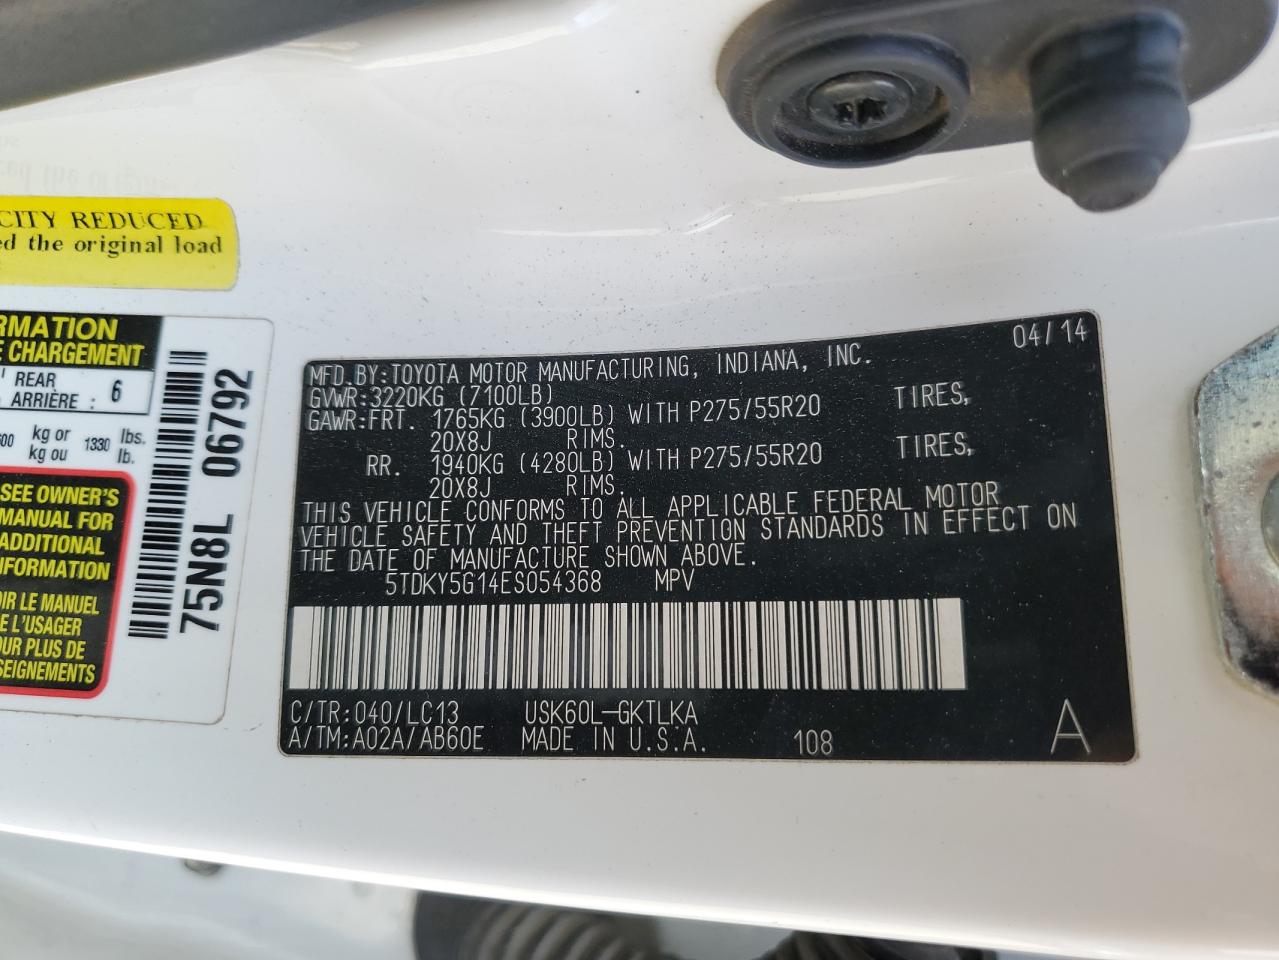 CITY REDUCED
ed the original load
RMATION
E CHARGEMENT
REAR
ARRIÈRE : 6
kg or 1330 lbs.
kg ou lb.
SEE OWNER'S
MANUAL FOR
ADDITIONAL
NFORMATION
OIR LE MANUEL
E L'USAGER
OUR PLUS DE
SEIGNEMENTS
75N8L 06792
04/14
MFD.BY:TOYOTA MOTOR MANUFACTURING, INDIANA, INC.
GVWR:3220KG (7100LB)
GAWR:FRT. 1765KG (3900LB) WITH P275/55R20 TIRES,
20X8J RIMS.
RR. 1940KG (4280LB) WITH P275/55R20 TIRES,
20X8J RIMS.
THIS VEHICLE CONFORMS TO ALL APPLICABLE FEDERAL MOTOR
VEHICLE SAFETY AND THEFT PREVENTION STANDARDS IN EFFECT ON
THE DATE OF MANUFACTURE SHOWN ABOVE.
5TDKY5G14ES054368 MPV
C/TR:040/LC13 USK60L-GKTLKA
A/TM:A02A/AB60E MADE IN U.S.A. 108 A